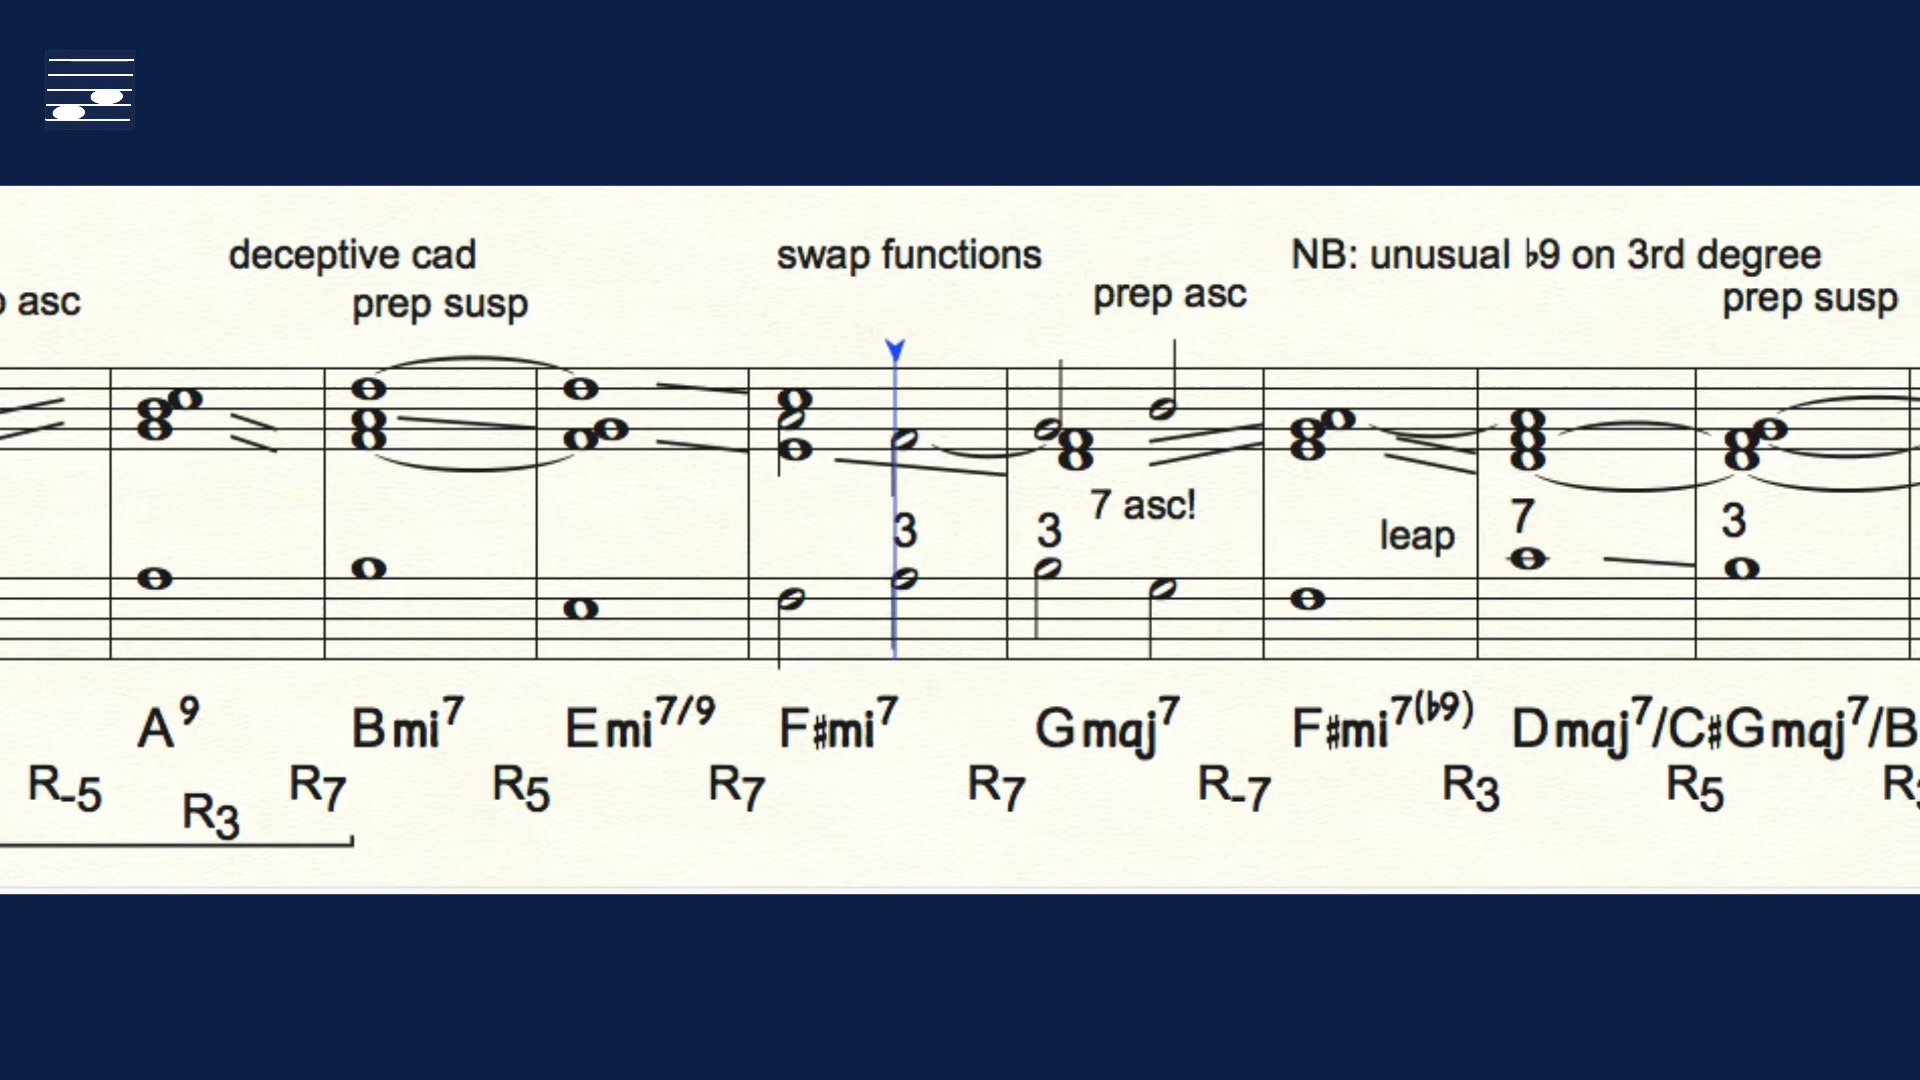 deceptive cad swap functions NB: unusual ♭9 on 3rd degree
asc prep susp prep asc prep susp
3 3 7 asc! leap 7 3
A9 Bmi7 Emi7/9 F♯mi7 Gmaj7 F♯mi7(♭9) Dmaj7/C♯ Gmaj7/B
R-5 R3 R7 R5 R7 R7 R-7 R3 R5